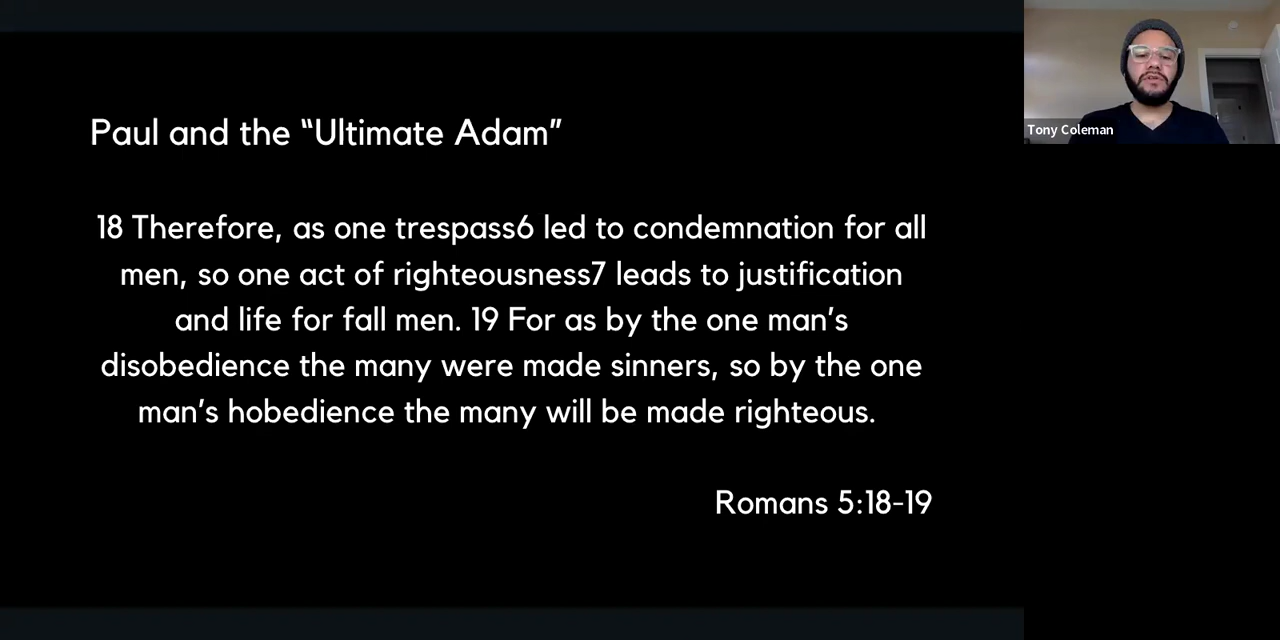 Paul and the “Ultimate Adam”
18 Therefore, as one trespass6 led to condemnation for all
men, so one act of righteousness7 leads to justification
and life for fall men. 19 For as by the one man’s
disobedience the many were made sinners, so by the one
man’s hobedience the many will be made righteous.
Romans 5:18-19
Tony Coleman